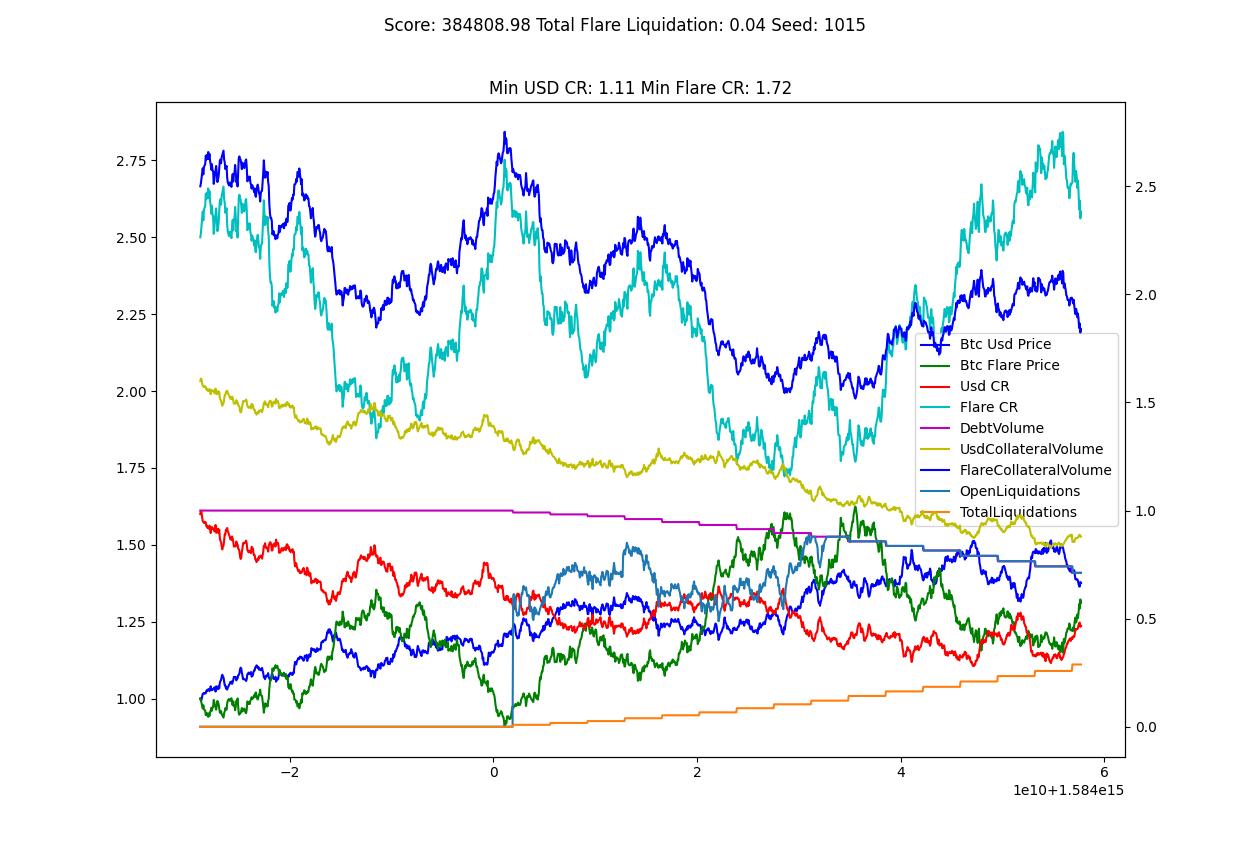 Score: 384808.98 Total Flare Liquidation: 0.04 Seed: 1015
Min USD CR: 1.11 Min Flare CR: 1.72
2.75
2.50
2.25
2.00
1.75
1.50
1.25
1.00
2.5
2.0
1.5
1.0
0.5
0.0
Btc Usd Price
Btc Flare Price
Usd CR
Flare CR
DebtVolume
UsdCollateralVolume
FlareCollateralVolume
OpenLiquidations
TotalLiquidations
−2 0 2 4 6
1e10+1.584e15